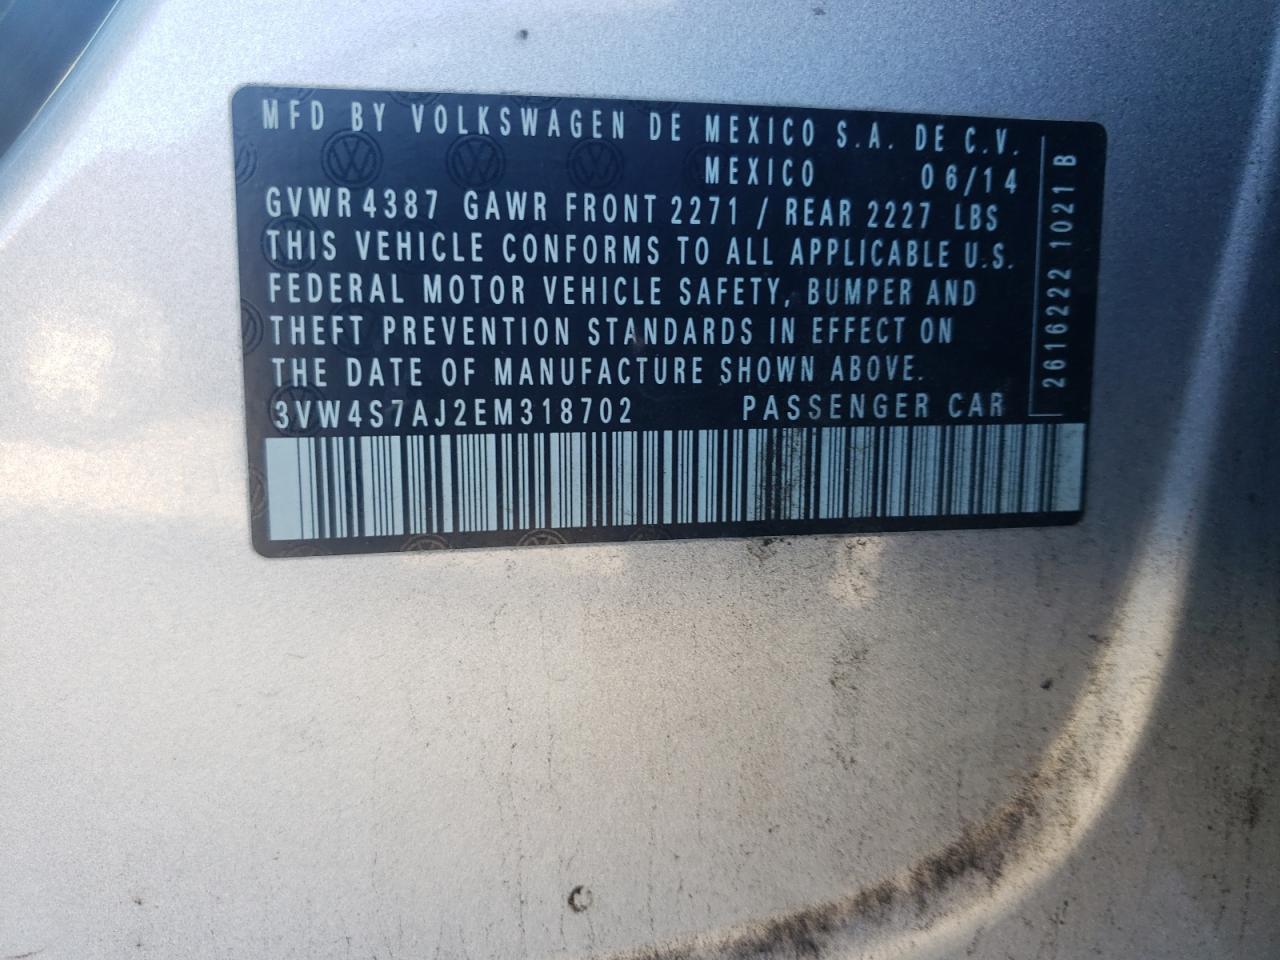 MFD BY VOLKSWAGEN DE MEXICO S.A. DE C.V.
MEXICO 06/14
GVWR 4387 GAWR FRONT 2271 / REAR 2227 LBS
THIS VEHICLE CONFORMS TO ALL APPLICABLE U.S.
FEDERAL MOTOR VEHICLE SAFETY, BUMPER AND
THEFT PREVENTION STANDARDS IN EFFECT ON
THE DATE OF MANUFACTURE SHOWN ABOVE.
3VW4S7AJ2EM318702 PASSENGER CAR
2616222 1021 B